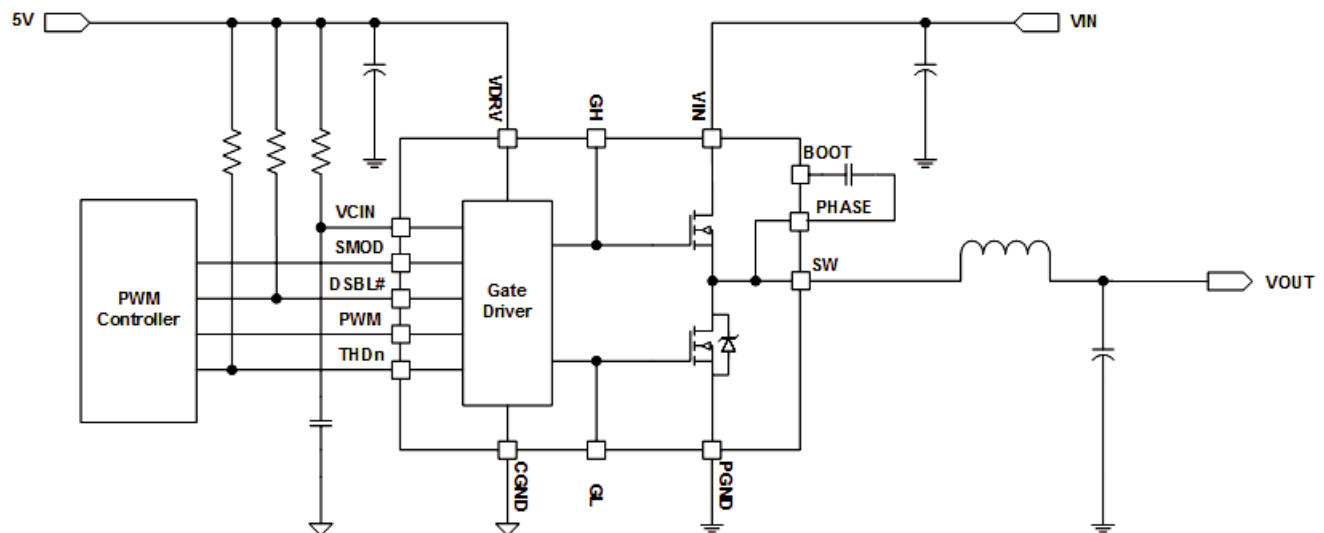 5V
VIN
VDRV
GH
VIN
BOOT
PHASE
VCIN
SMOD
DSBL#
PWM
THDn
SW
PWM
Controller
Gate
Driver
VOUT
CGND
GL
PGND